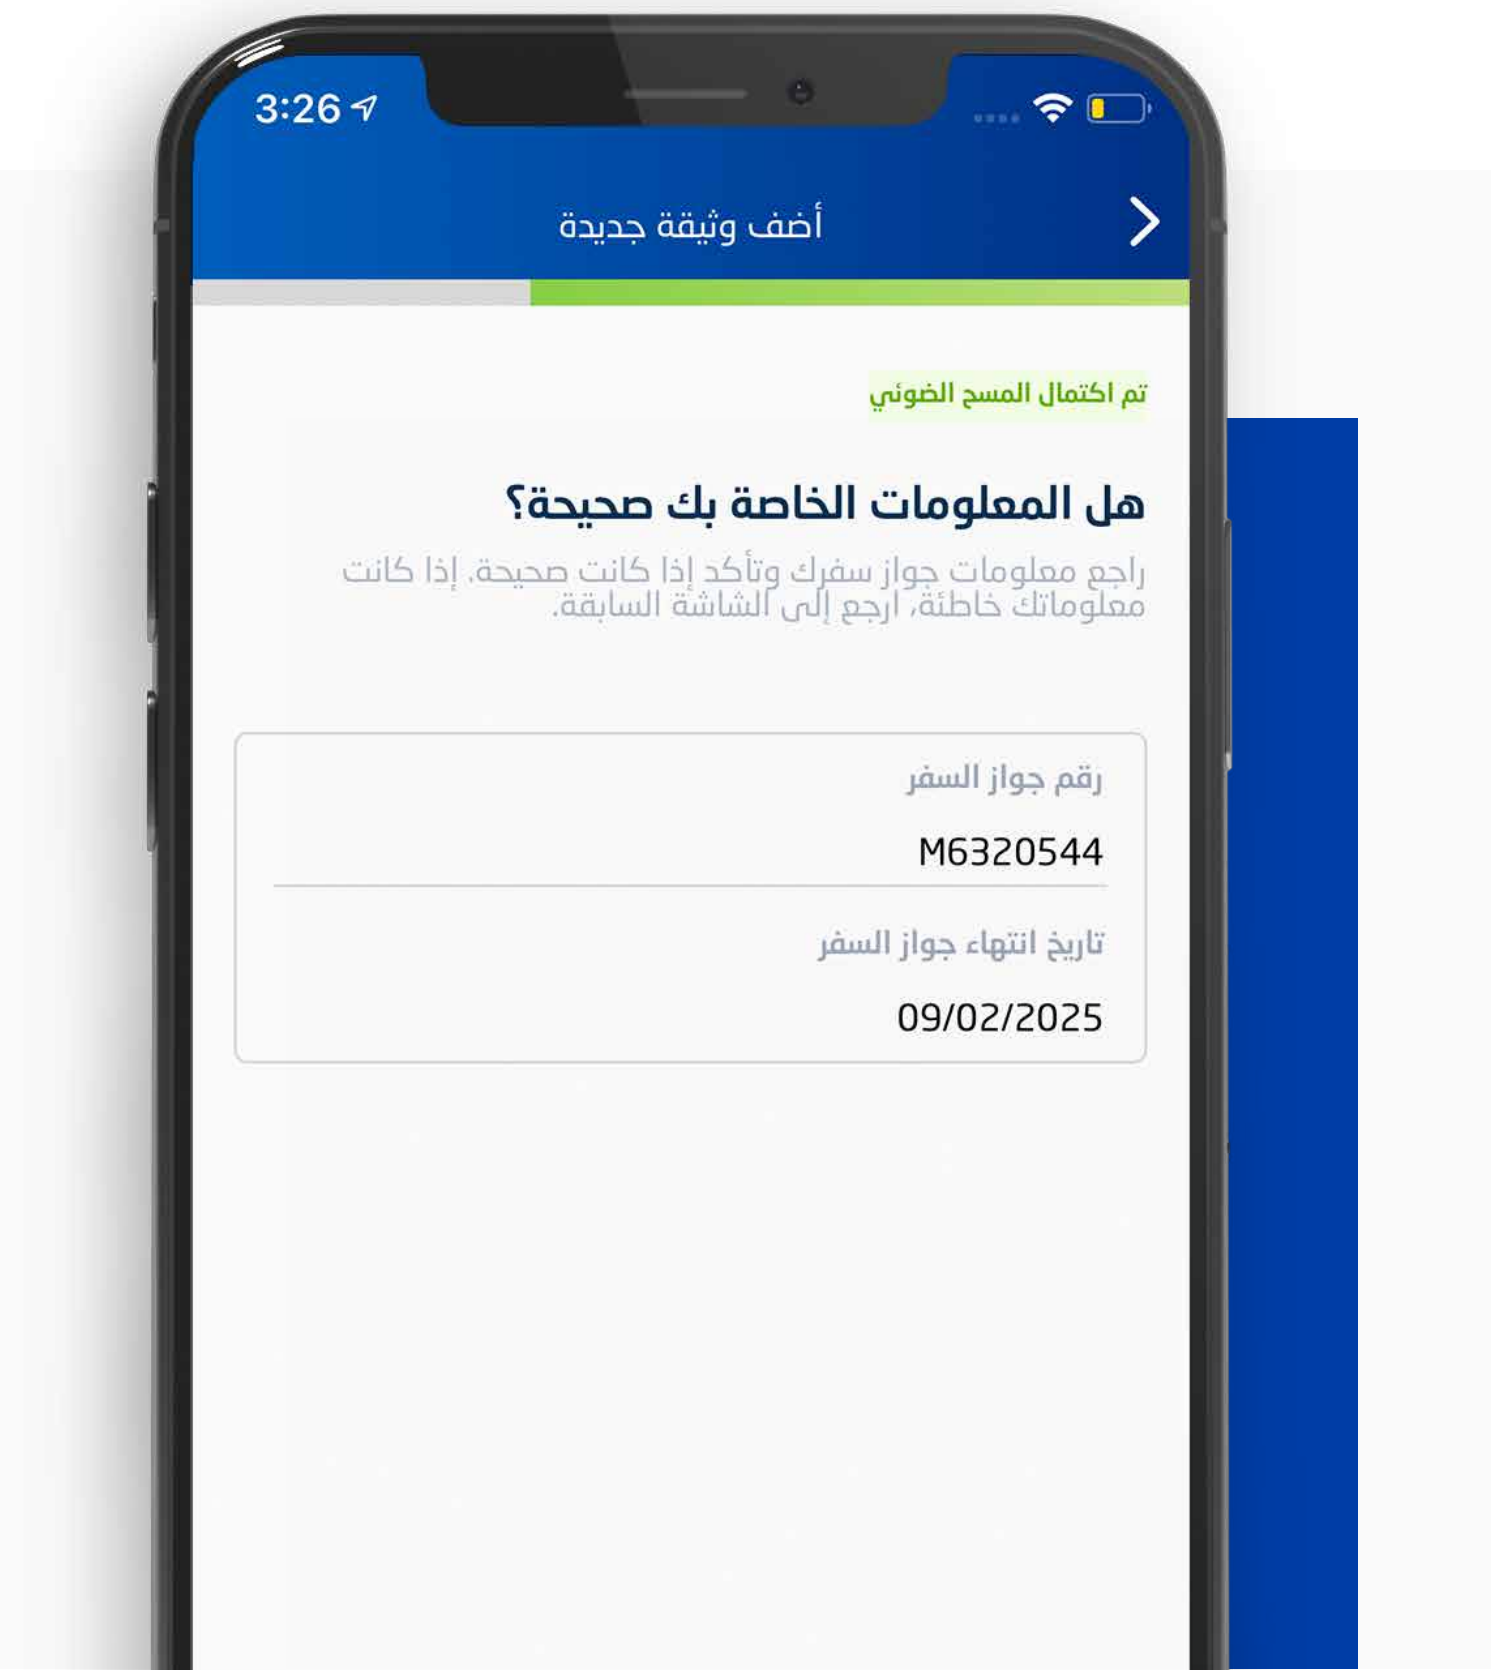 3:26
أضف وثيقة جديدة
تم اكتمال المسح الضوئي
هل المعلومات الخاصة بك صحيحة؟
راجع معلومات جواز سفرك وتأكد إذا كانت صحيحة. إذا كانت
معلوماتك خاطئة، ارجع إلى الشاشة السابقة.
رقم جواز السفر
M6320544
تاريخ انتهاء جواز السفر
09/02/2025